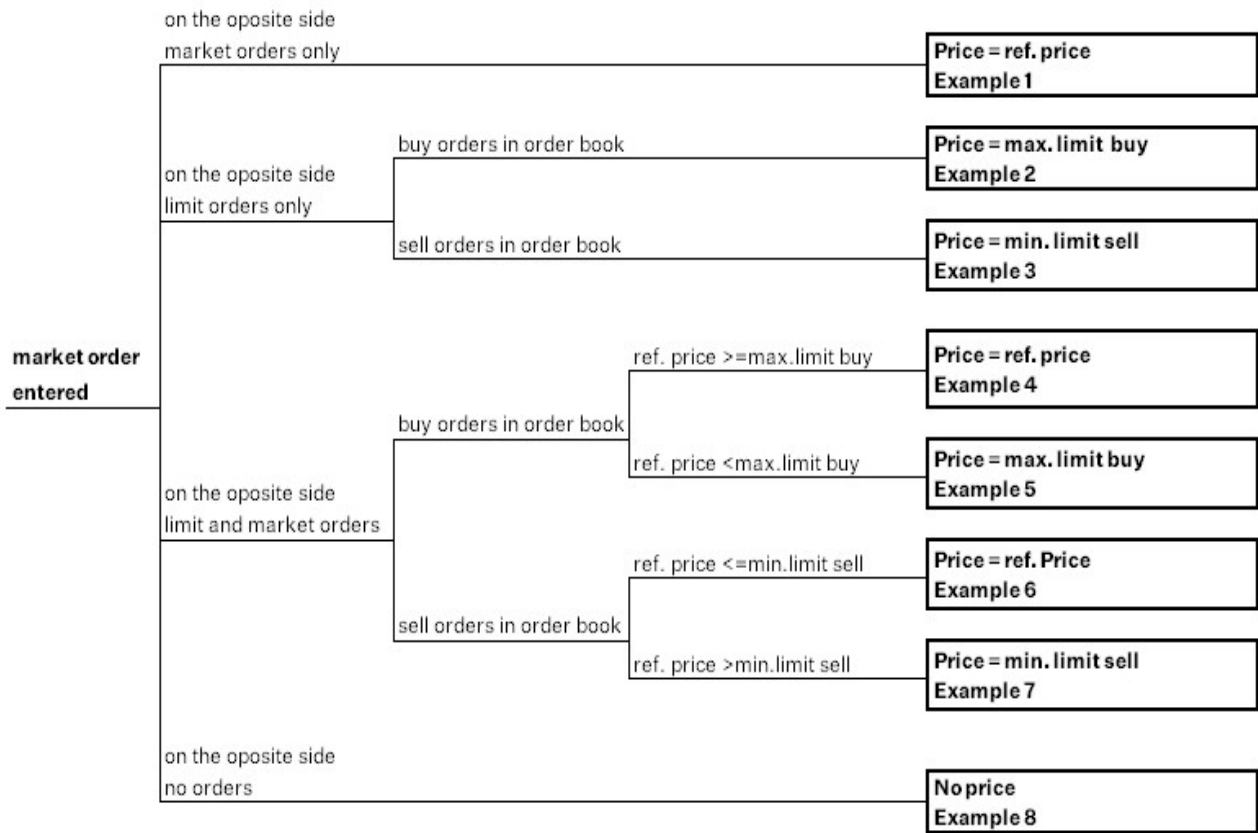 on the oposite side
market orders only
Price = ref. price
Example 1
buy orders in order book
Price = max. limit buy
Example 2
on the oposite side
limit orders only
sell orders in order book
Price = min. limit sell
Example 3
market order
entered
ref. price >=max.limit buy
Price = ref. price
Example 4
buy orders in order book
ref. price <max.limit buy
Price = max. limit buy
Example 5
on the oposite side
limit and market orders
ref. price <=min.limit sell
Price = ref. Price
Example 6
sell orders in order book
ref. price >min.limit sell
Price = min. limit sell
Example 7
on the oposite side
no orders
No price
Example 8